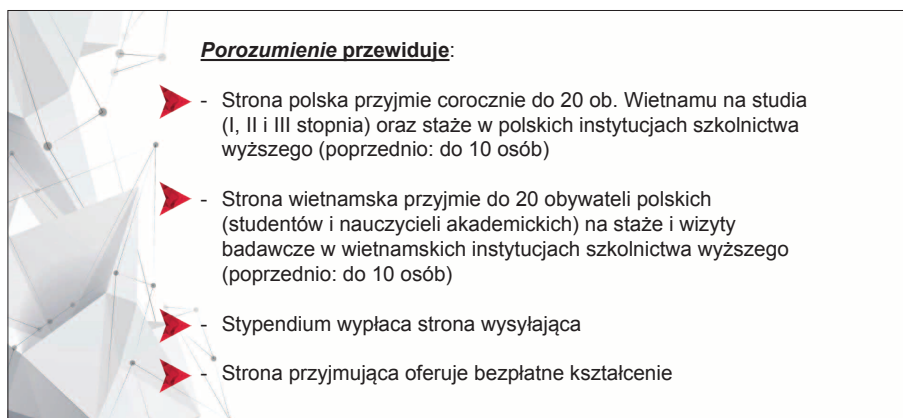 Porozumienie przewiduje:
- Strona polska przyjmie corocznie do 20 ob. Wietnamu na studia
(I, II i III stopnia) oraz staże w polskich instytucjach szkolnictwa
wyższego (poprzednio: do 10 osób)
- Strona wietnamska przyjmie do 20 obywateli polskich
(studentów i nauczycieli akademickich) na staże i wizyty
badawcze w wietnamskich instytucjach szkolnictwa wyższego
(poprzednio: do 10 osób)
- Stypendium wypłaca strona wysyłająca
- Strona przyjmująca oferuje bezpłatne kształcenie